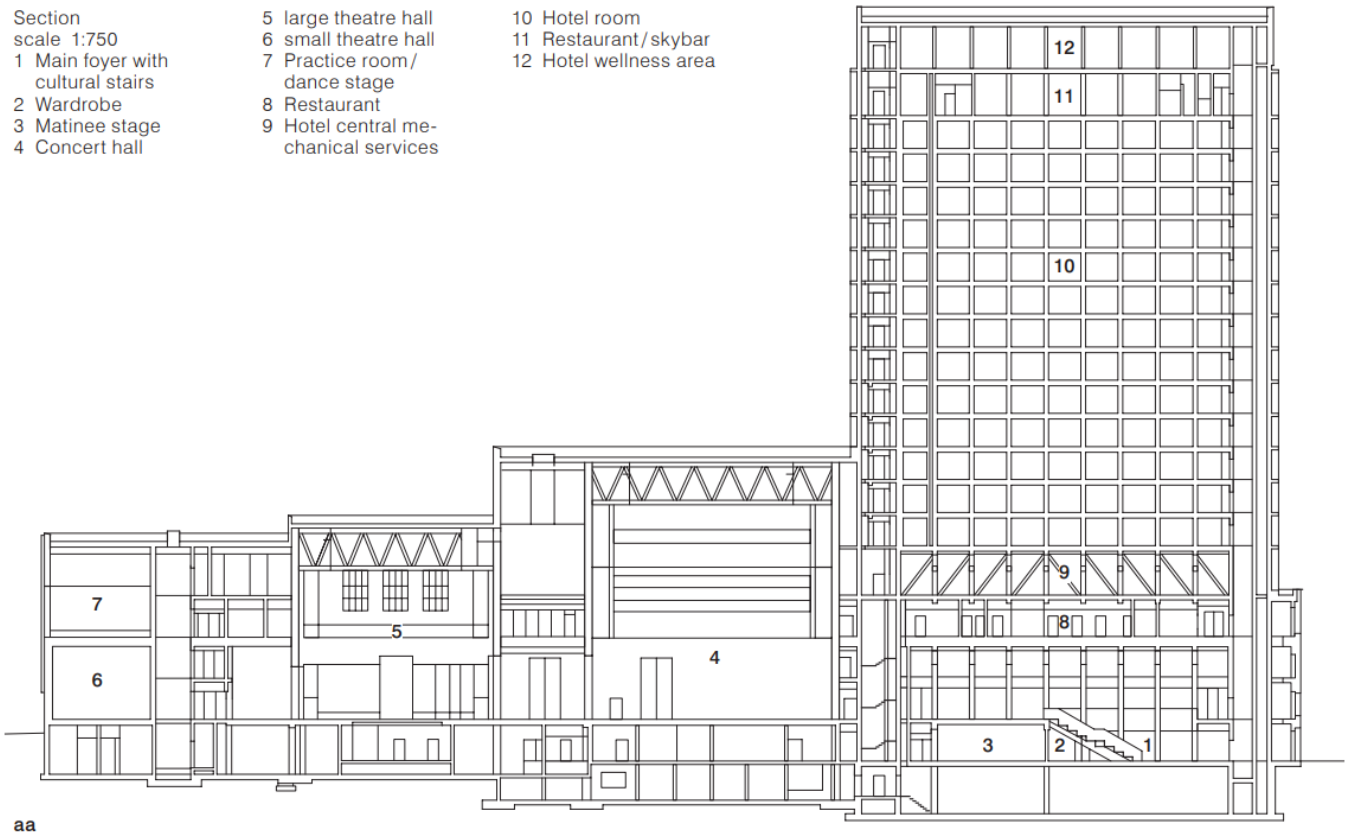 Section
scale 1:750
1 Main foyer with
cultural stairs
2 Wardrobe
3 Matinee stage
4 Concert hall
5 large theatre hall
6 small theatre hall
7 Practice room/
dance stage
8 Restaurant
9 Hotel central me-
chanical services
10 Hotel room
11 Restaurant/skybar
12 Hotel wellness area
12
11
10
9
8
7
5
4
6
3
2
1
aa